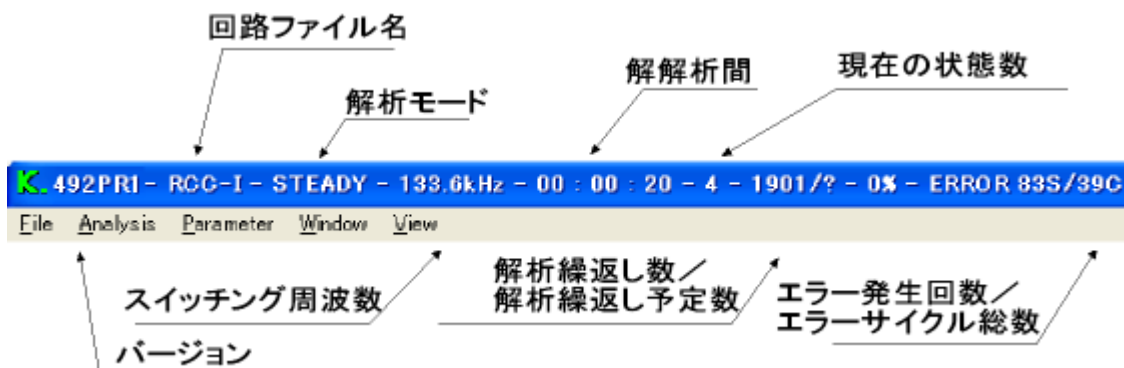 回路ファイル名
解析モード
解解析間
現在の状態数
K. 492PR1 - RCC-I - STEADY - 133.6kHz - 00 : 00 : 20 - 4 - 1901/? - 0% - ERROR 83S/39C
File Analysis Parameter Window View
スイッチング周波数
解析繰返し数／
解析繰返し予定数
エラー発生回数／
エラーサイクル総数
バージョン